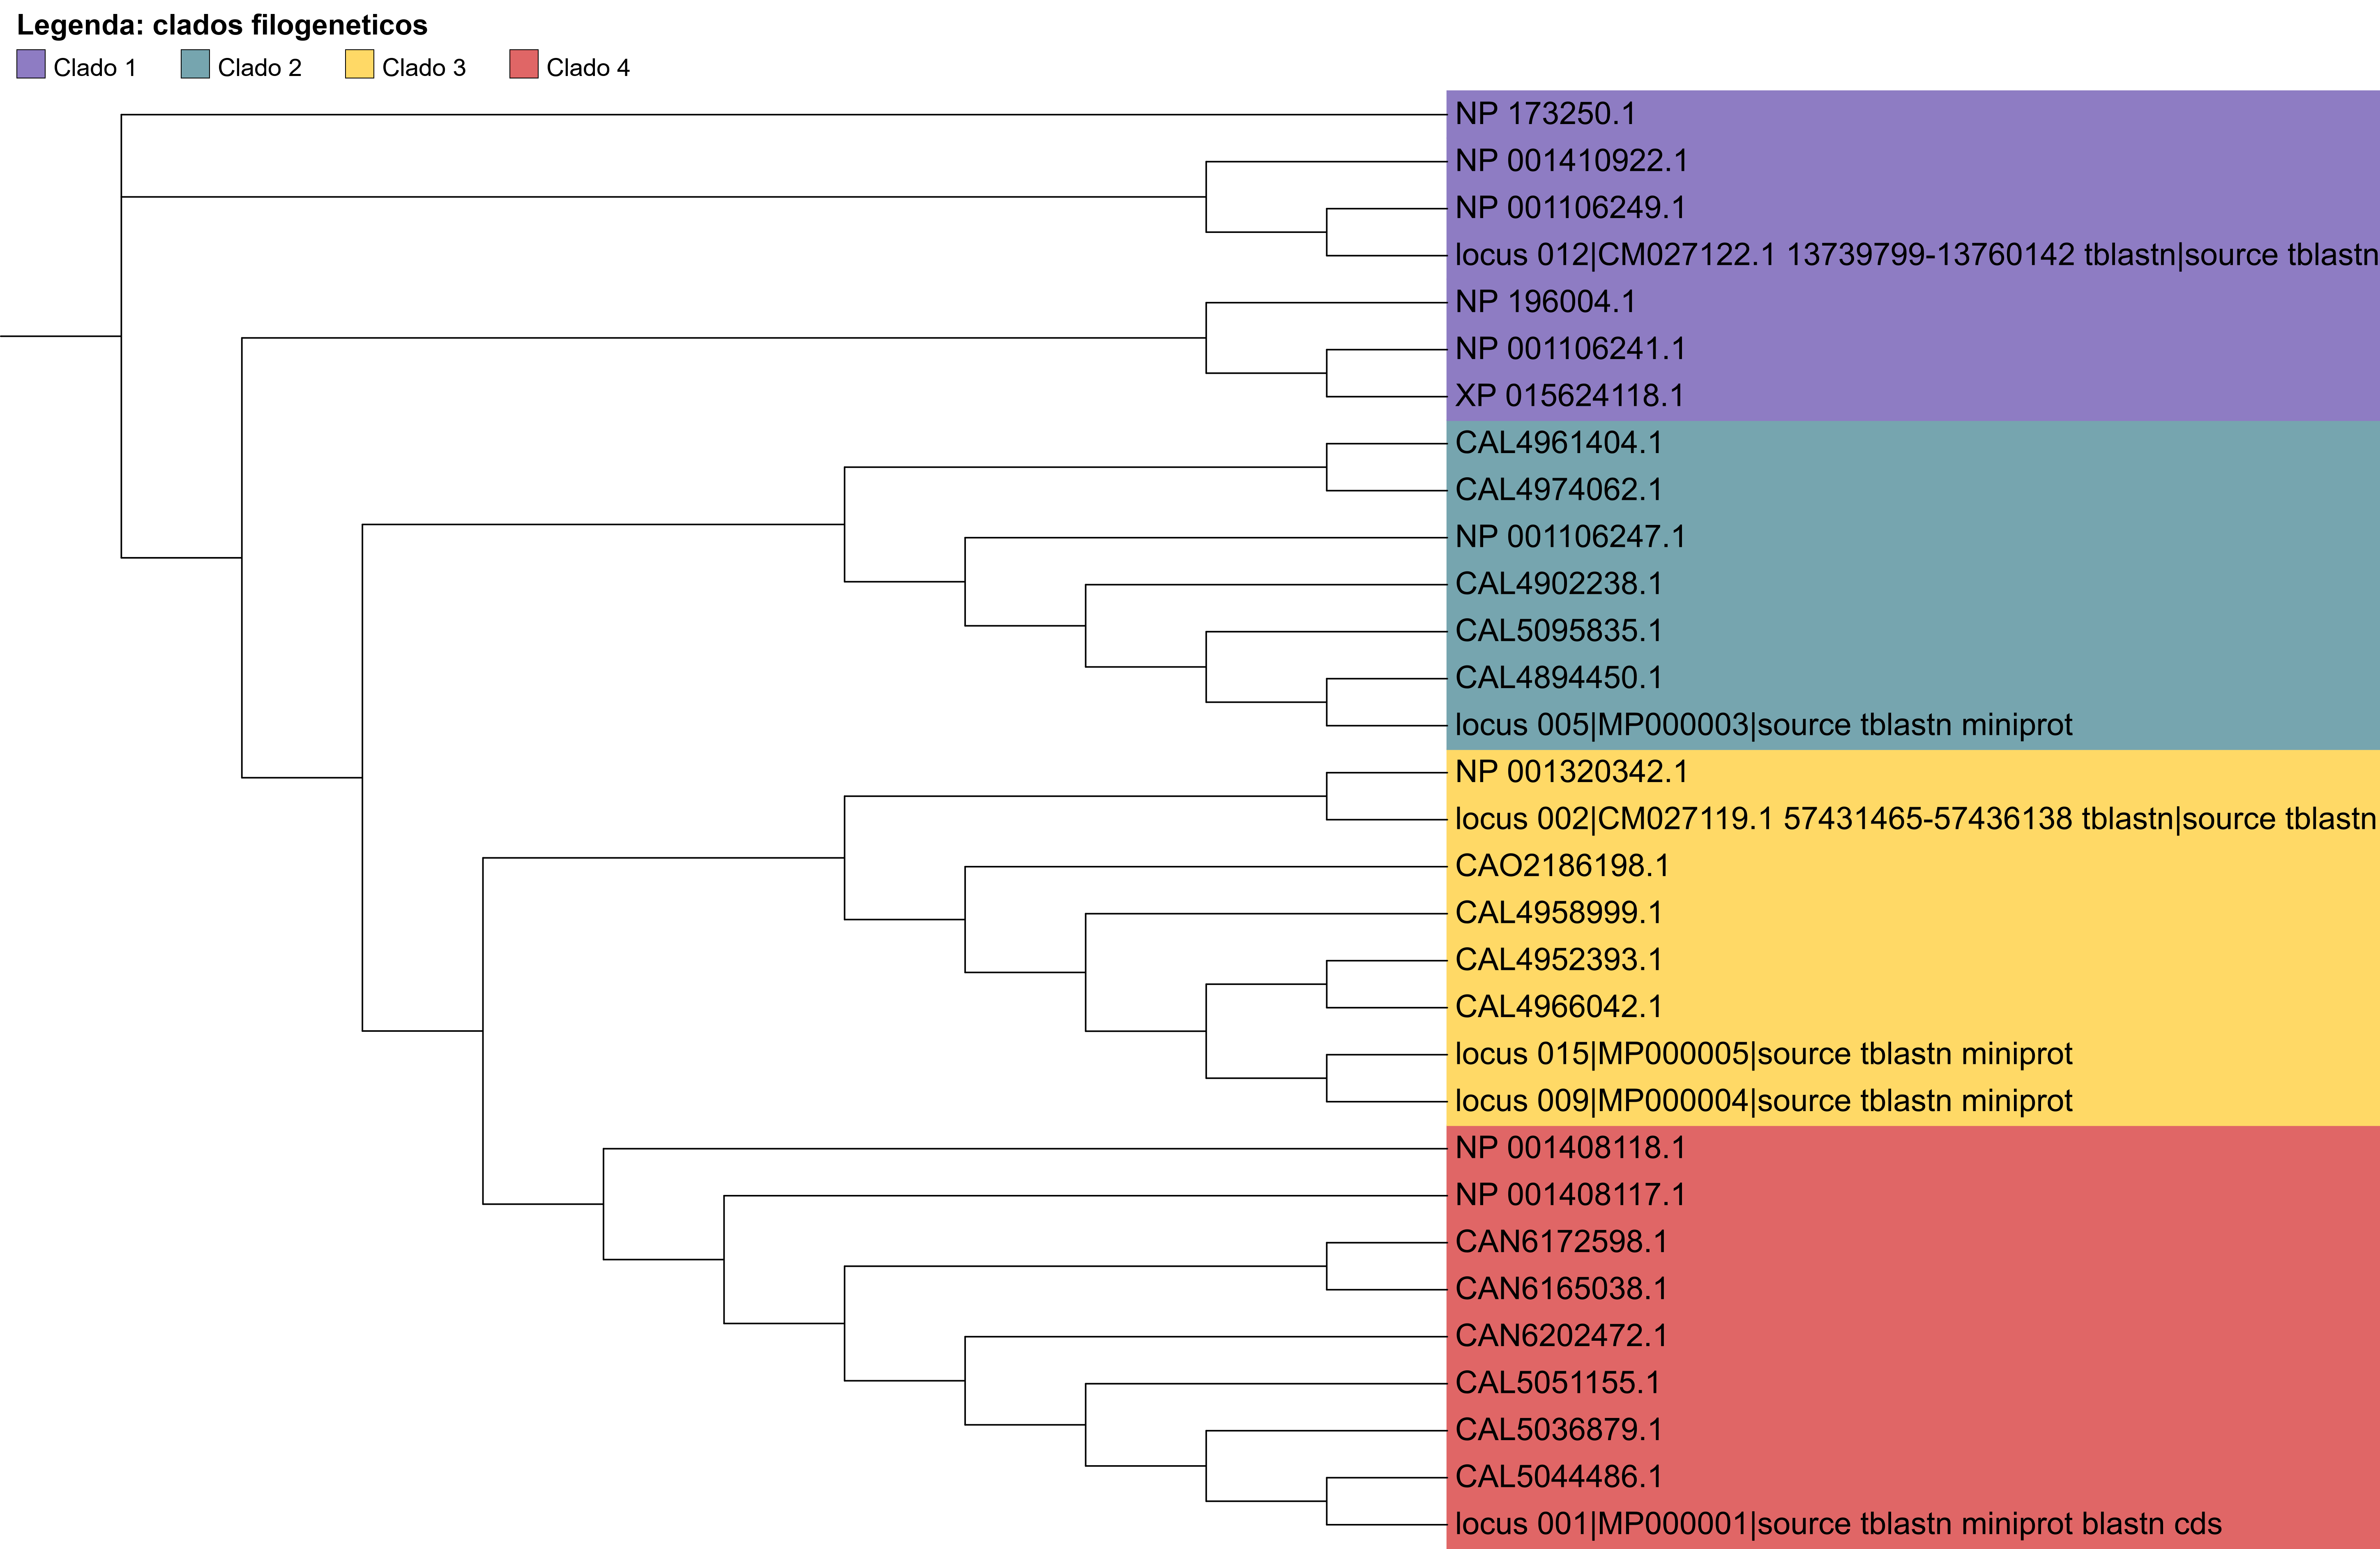 Legenda: clados filogeneticos
Clado 1 Clado 2 Clado 3 Clado 4
NP 173250.1
NP 001410922.1
NP 001106249.1
locus 012|CM027122.1 13739799-13760142 tblastn|source tblastn
NP 196004.1
NP 001106241.1
XP 015624118.1
CAL4961404.1
CAL4974062.1
NP 001106247.1
CAL4902238.1
CAL5095835.1
CAL4894450.1
locus 005|MP000003|source tblastn miniprot
NP 001320342.1
locus 002|CM027119.1 57431465-57436138 tblastn|source tblastn
CAO2186198.1
CAL4958999.1
CAL4952393.1
CAL4966042.1
locus 015|MP000005|source tblastn miniprot
locus 009|MP000004|source tblastn miniprot
NP 001408118.1
NP 001408117.1
CAN6172598.1
CAN6165038.1
CAN6202472.1
CAL5051155.1
CAL5036879.1
CAL5044486.1
locus 001|MP000001|source tblastn miniprot blastn cds